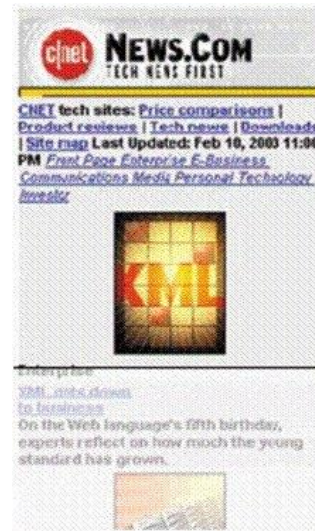 c|net NEWS.COM
TECH NEWS FIRST
CNET tech sites: Price comparisons |
Product reviews | Tech news | Downloads
| Site map Last Updated: Feb 10, 2003 11:00
PM Front Page Enterprise E-Business
Communications Media Personal Technology
Investor
XML
Enterprise
XML gets down
to business
On the Web language's fifth birthday,
experts reflect on how much the young
standard has grown.